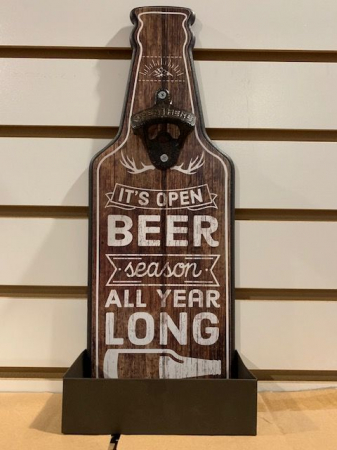 IT'S OPEN
BEER
season
ALL YEAR
LONG